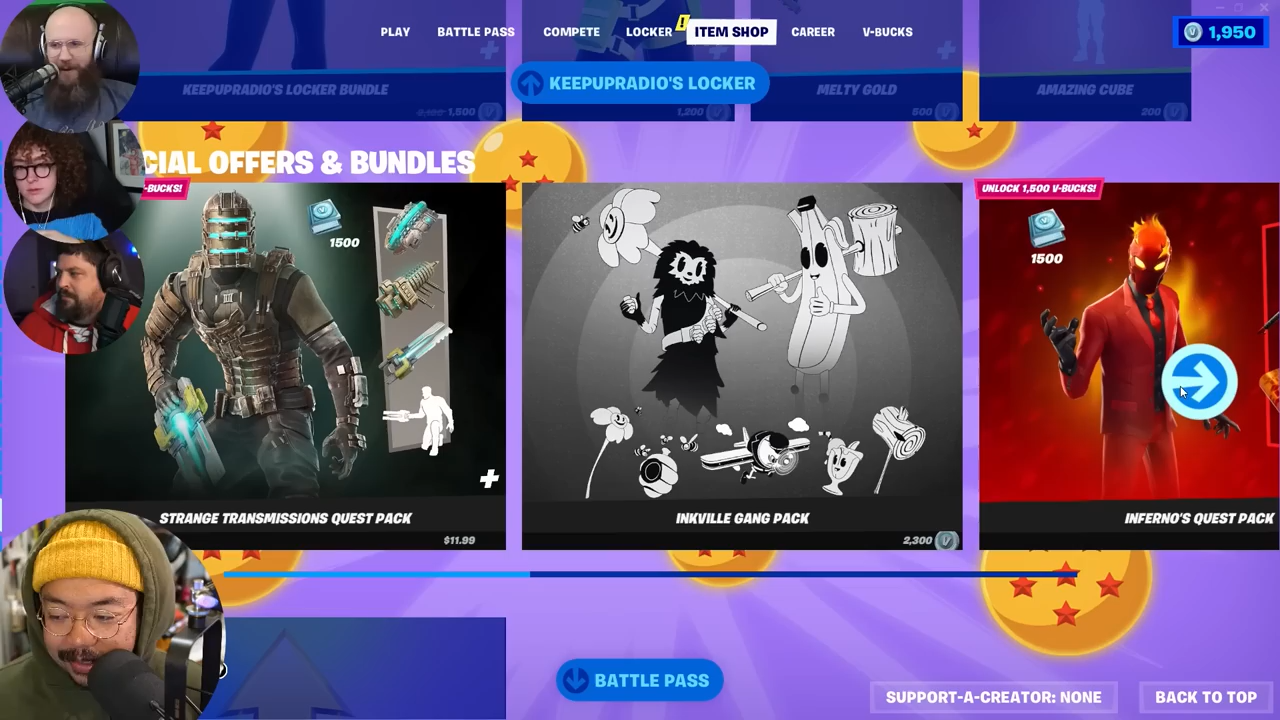 PLAY
BATTLE PASS
COMPETE
LOCKER
!
ITEM SHOP
CAREER
V-BUCKS
1,950
KEEPUPRADIO'S LOCKER
KEEPUPRADIO'S LOCKER BUNDLE
2,100 1,500
1,200
MELTY GOLD
500
AMAZING CUBE
200
CIAL OFFERS & BUNDLES
-BUCKS!
1500
STRANGE TRANSMISSIONS QUEST PACK
$11.99
INKVILLE GANG PACK
2,300
UNLOCK 1,500 V-BUCKS!
1500
INFERNO'S QUEST PACK
BATTLE PASS
SUPPORT-A-CREATOR: NONE
BACK TO TOP